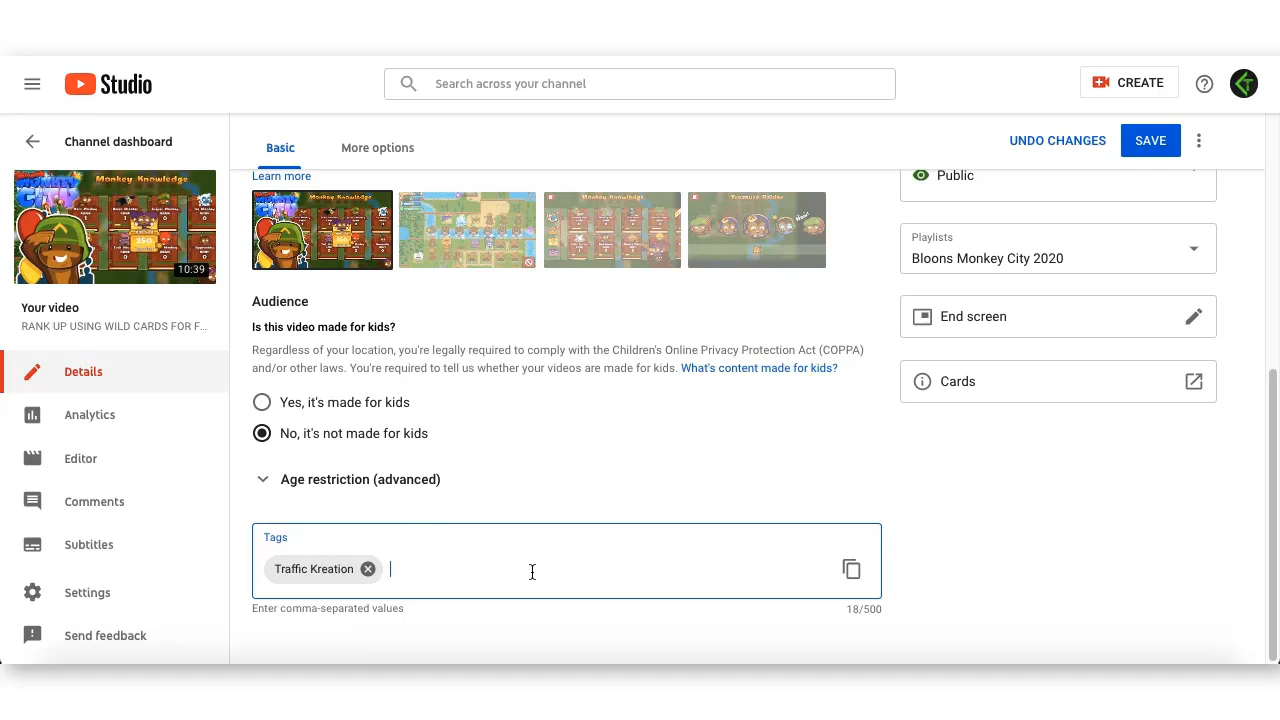 Studio
Search across your channel
CREATE
Channel dashboard
Basic
More options
UNDO CHANGES
SAVE
Learn more
Public
Monkey Knowledge
MONKEY CITY
10:39
Playlists
Bloons Monkey City 2020
Your video
RANK UP USING WILD CARDS FOR F...
Audience
Is this video made for kids?
Regardless of your location, you're legally required to comply with the Children's Online Privacy Protection Act (COPPA)
and/or other laws. You're required to tell us whether your videos are made for kids. What's content made for kids?
End screen
Details
Cards
Yes, it's made for kids
Analytics
No, it's not made for kids
Editor
Age restriction (advanced)
Comments
Tags
Subtitles
Traffic Kreation
Settings
Enter comma-separated values
18/500
Send feedback